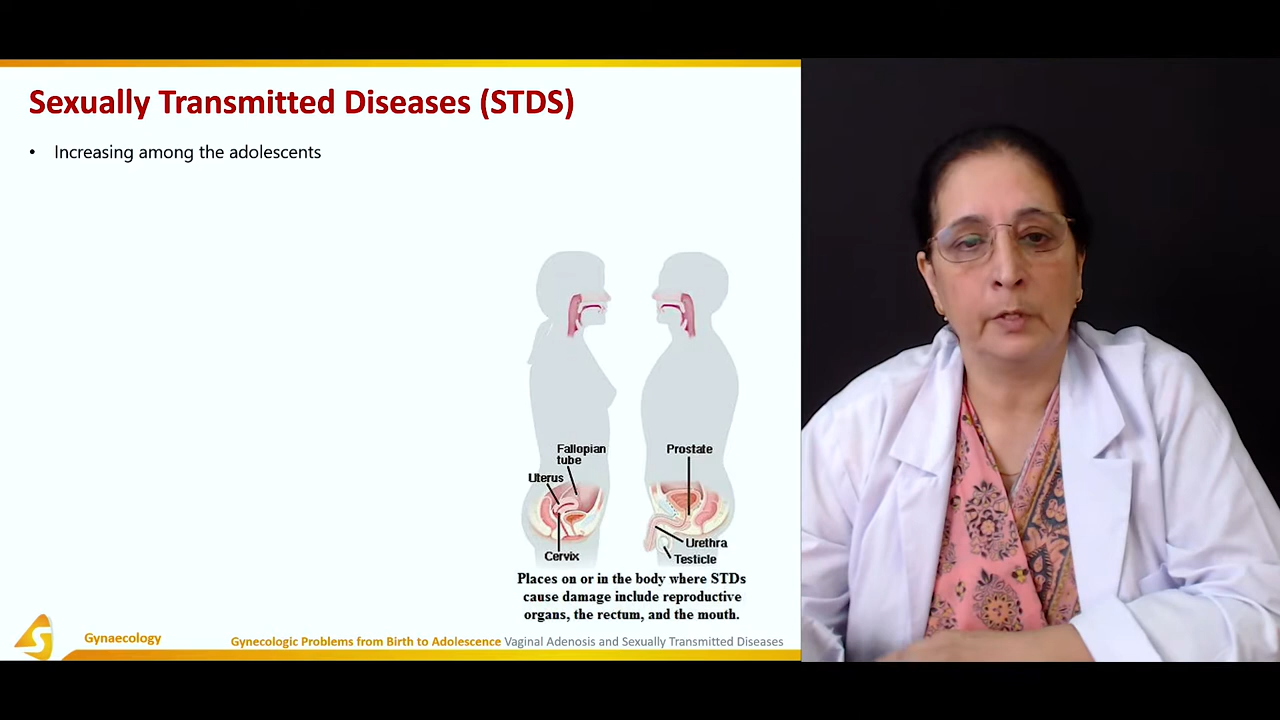 Sexually Transmitted Diseases (STDS)
• Increasing among the adolescents
Fallopian
tube
Uterus
Cervix
Prostate
Urethra
Testicle
Places on or in the body where STDs
cause damage include reproductive
organs, the rectum, and the mouth.
Gynaecology
Gynecologic Problems from Birth to Adolescence Vaginal Adenosis and Sexually Transmitted Diseases